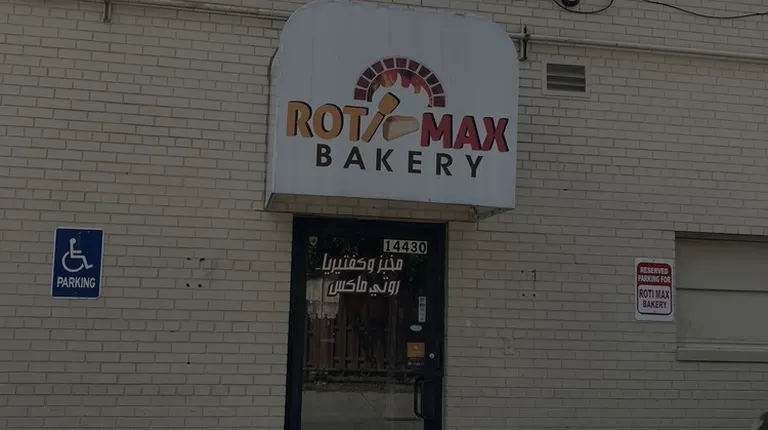 ROTI MAX
BAKERY
14430
مخبز وكفتيريا
روتي ماكس
PARKING
RESERVED
PARKING FOR
ROTI MAX
BAKERY